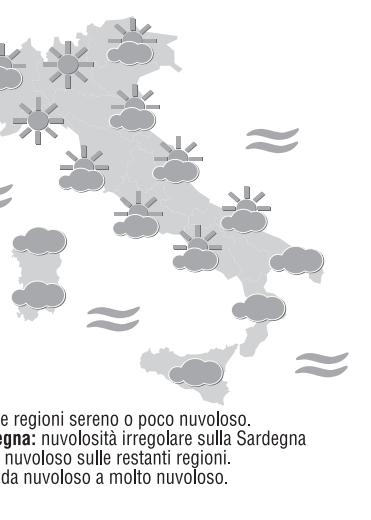 e regioni sereno o poco nuvoloso.
egna: nuvolosità irregolare sulla Sardegna
nuvoloso sulle restanti regioni.
da nuvoloso a molto nuvoloso.